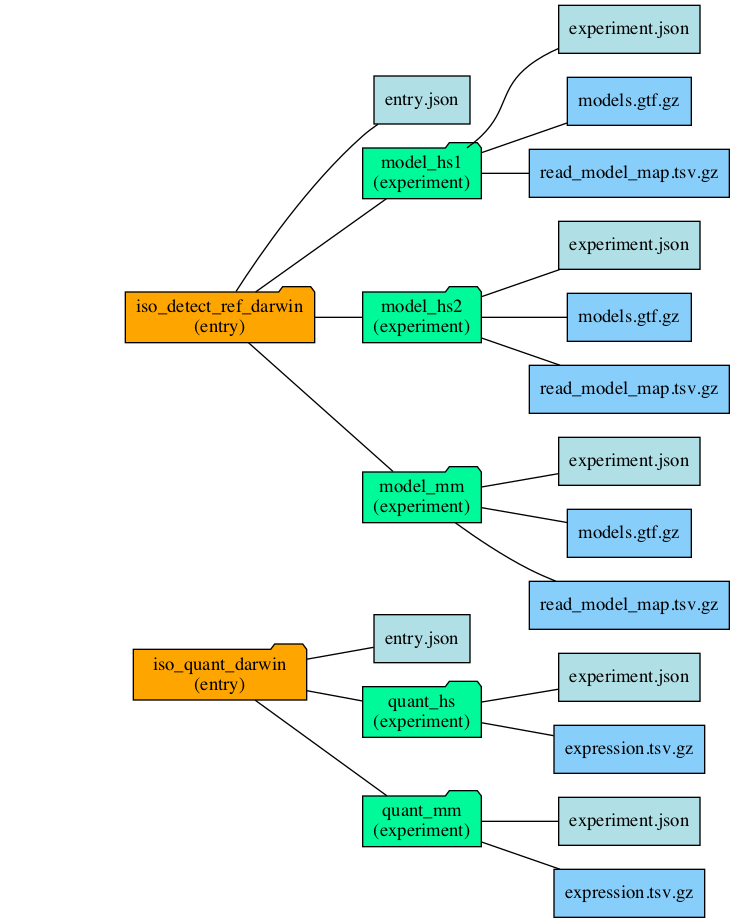 experiment.json
entry.json
models.gtf.gz
model_hs1
(experiment)
read_model_map.tsv.gz
experiment.json
iso_detect_ref_darwin
(entry)
model_hs2
(experiment)
models.gtf.gz
read_model_map.tsv.gz
experiment.json
model_mm
(experiment)
models.gtf.gz
read_model_map.tsv.gz
entry.json
iso_quant_darwin
(entry)
experiment.json
quant_hs
(experiment)
expression.tsv.gz
quant_mm
(experiment)
experiment.json
expression.tsv.gz